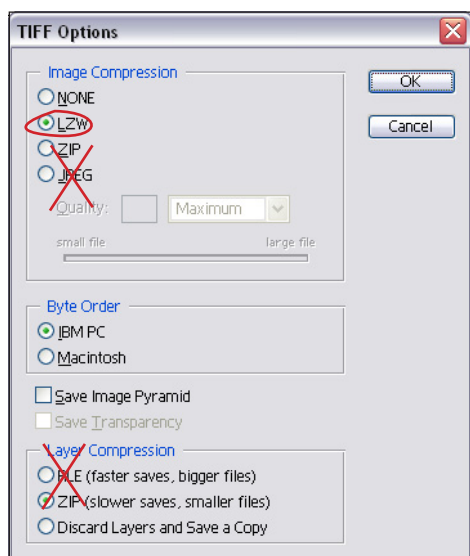 TIFF Options
Image Compression
NONE
LZW
ZIP
JPEG
Quality: Maximum
small file large file
OK
Cancel
Byte Order
IBM PC
Macintosh
Save Image Pyramid
Save Transparency
Layer Compression
RLE (faster saves, bigger files)
ZIP (slower saves, smaller files)
Discard Layers and Save a Copy